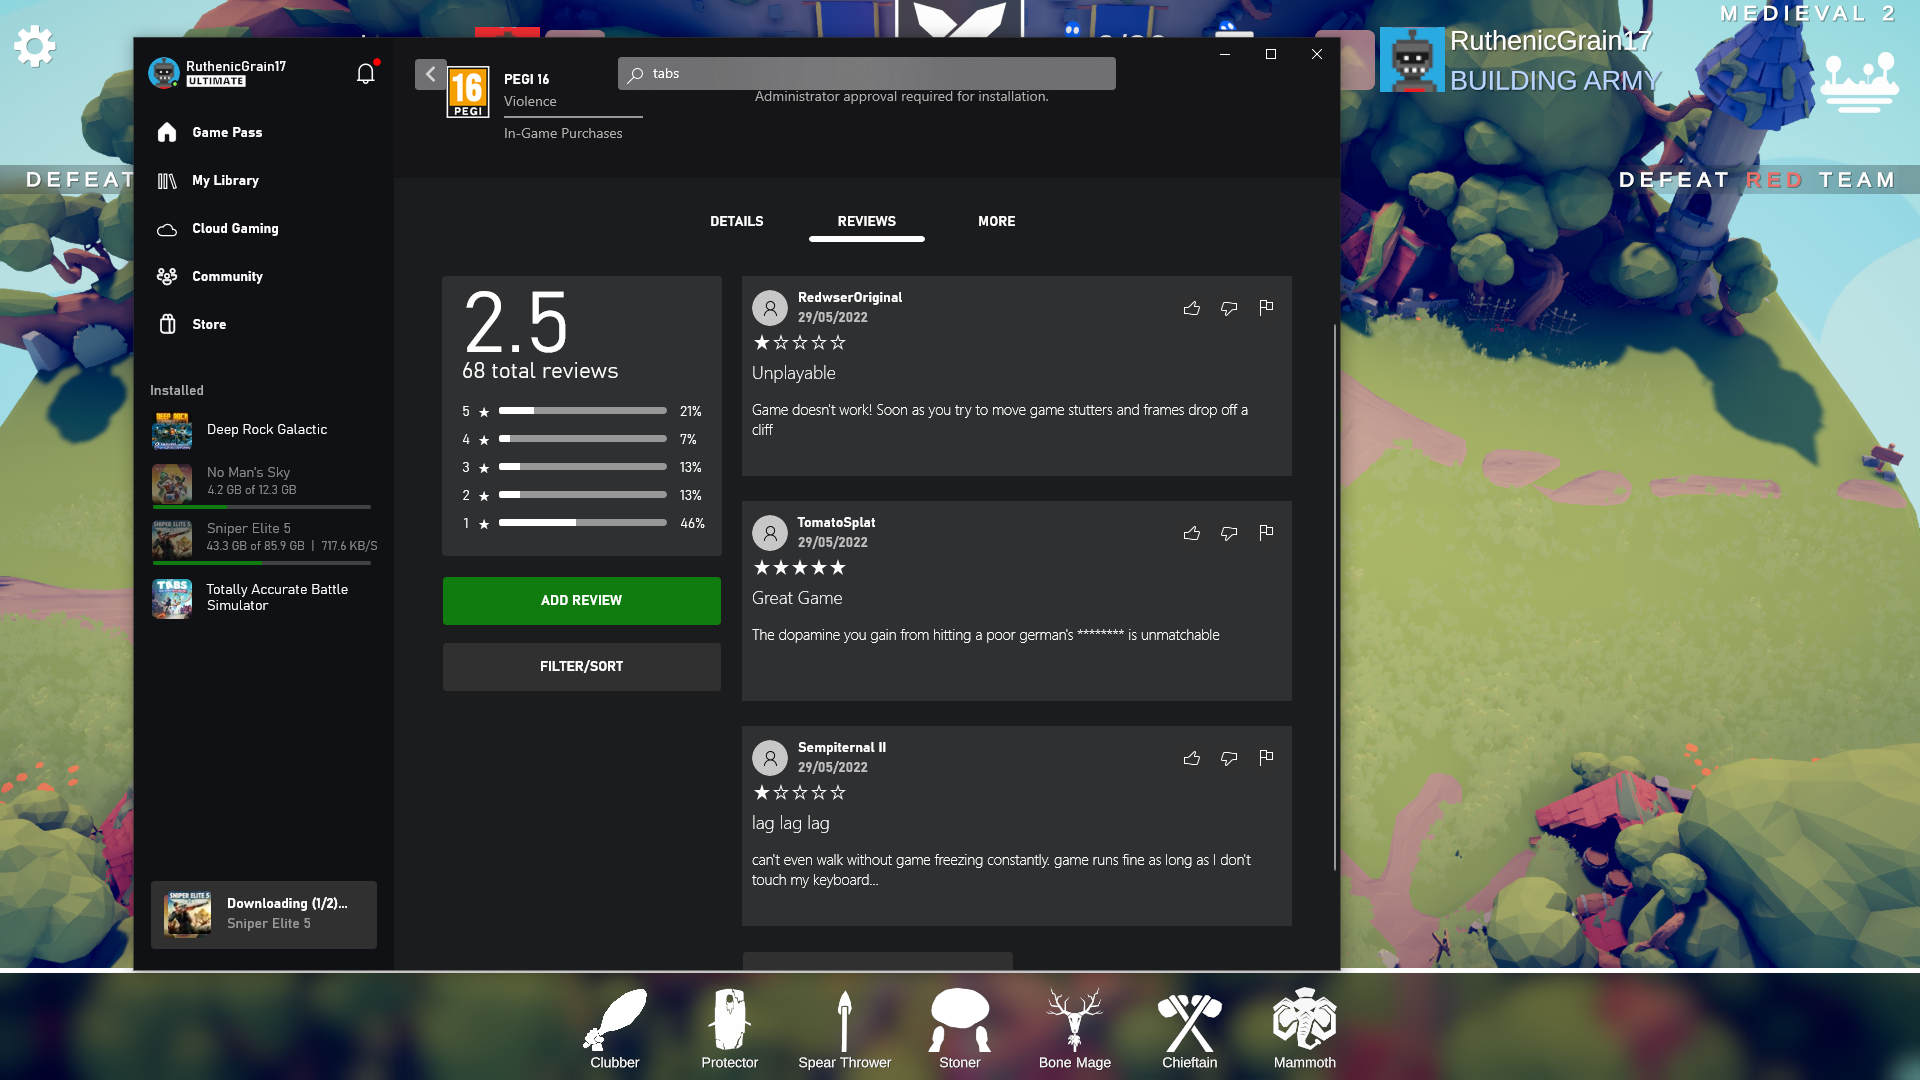 MEDIEVAL 2
RuthenicGrain17
BUILDING ARMY
DEFEAT
DEFEAT RED TEAM
RuthenicGrain17
ULTIMATE
Game Pass
My Library
Cloud Gaming
Community
Store
Installed
Deep Rock Galactic
No Man's Sky
4.2 GB of 12.3 GB
Sniper Elite 5
43.3 GB of 85.9 GB | 717.6 KB/S
TABS
Totally Accurate Battle
Simulator
SNIPER ELITE 5
Downloading (1/2)...
Sniper Elite 5
tabs
16
PEGI
PEGI 16
Violence
In-Game Purchases
Administrator approval required for installation.
DETAILS
REVIEWS
MORE
2.5
68 total reviews
5 ★ 21%
4 ★ 7%
3 ★ 13%
2 ★ 13%
1 ★ 46%
ADD REVIEW
FILTER/SORT
RedwserOriginal
29/05/2022
Unplayable
Game doesn't work! Soon as you try to move game stutters and frames drop off a
cliff
TomatoSplat
29/05/2022
Great Game
The dopamine you gain from hitting a poor german's ******** is unmatchable
Sempiternal II
29/05/2022
lag lag lag
can't even walk without game freezing constantly. game runs fine as long as I don't
touch my keyboard...
Clubber
Protector
Spear Thrower
Stoner
Bone Mage
Chieftain
Mammoth